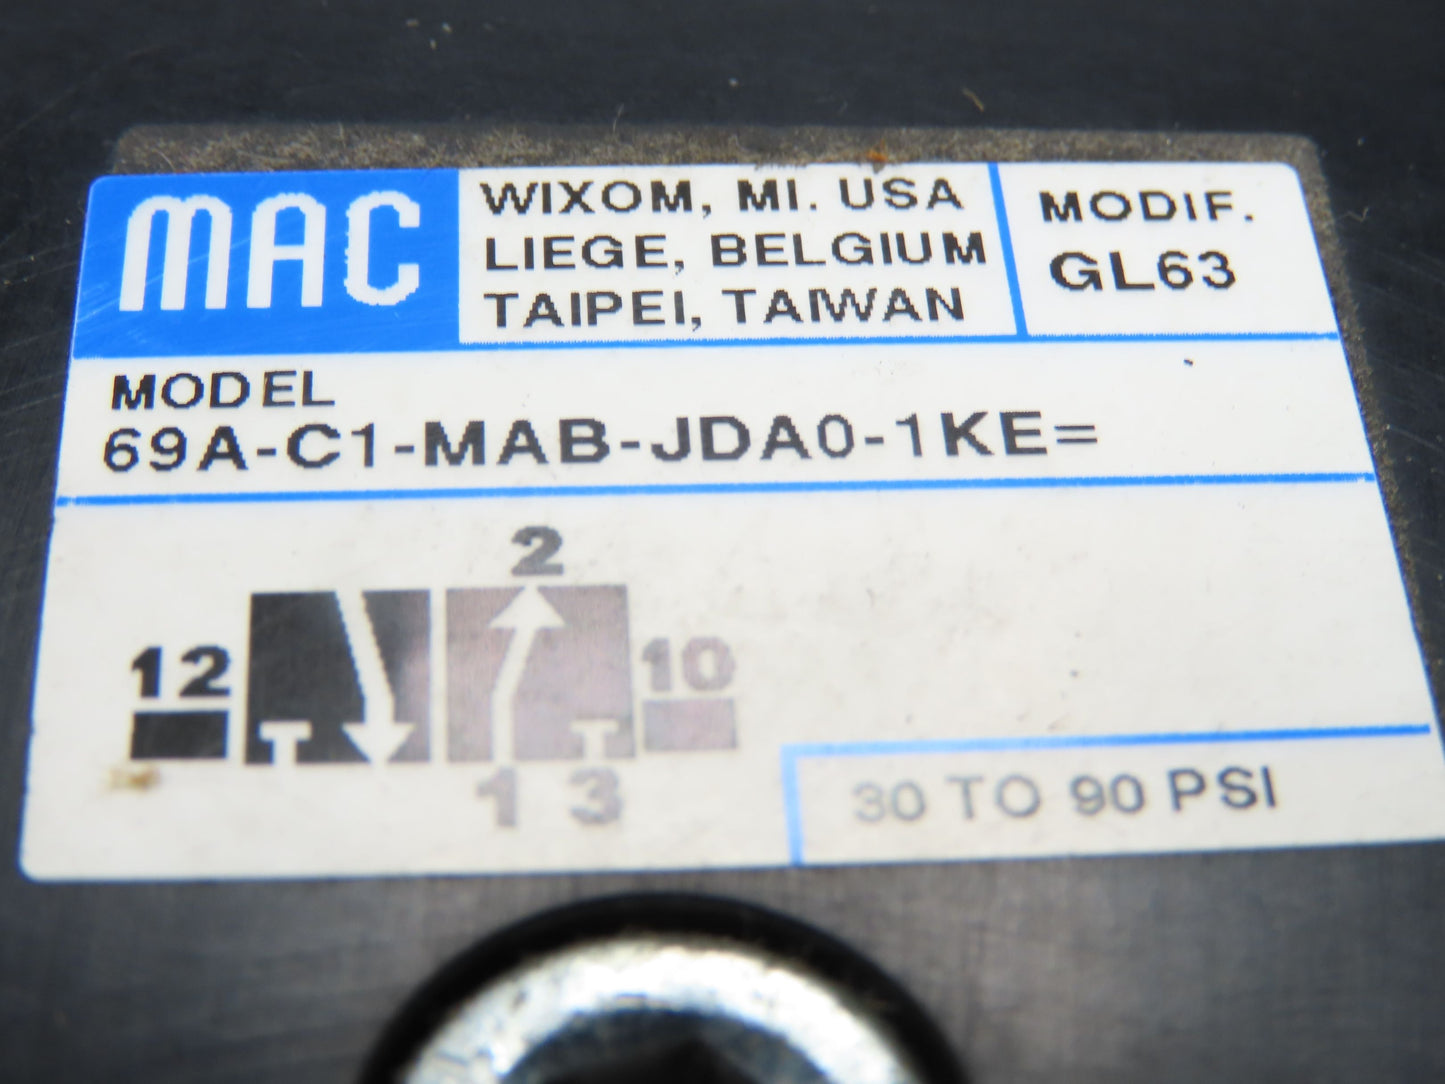 MAC
WIXOM, MI. USA
LIEGE, BELGIUM
TAIPEI, TAIWAN
MODIF.
GL63
MODEL
69A-C1-MAB-JDA0-1KE=
2
12
10
1 3
30 TO 90 PSI